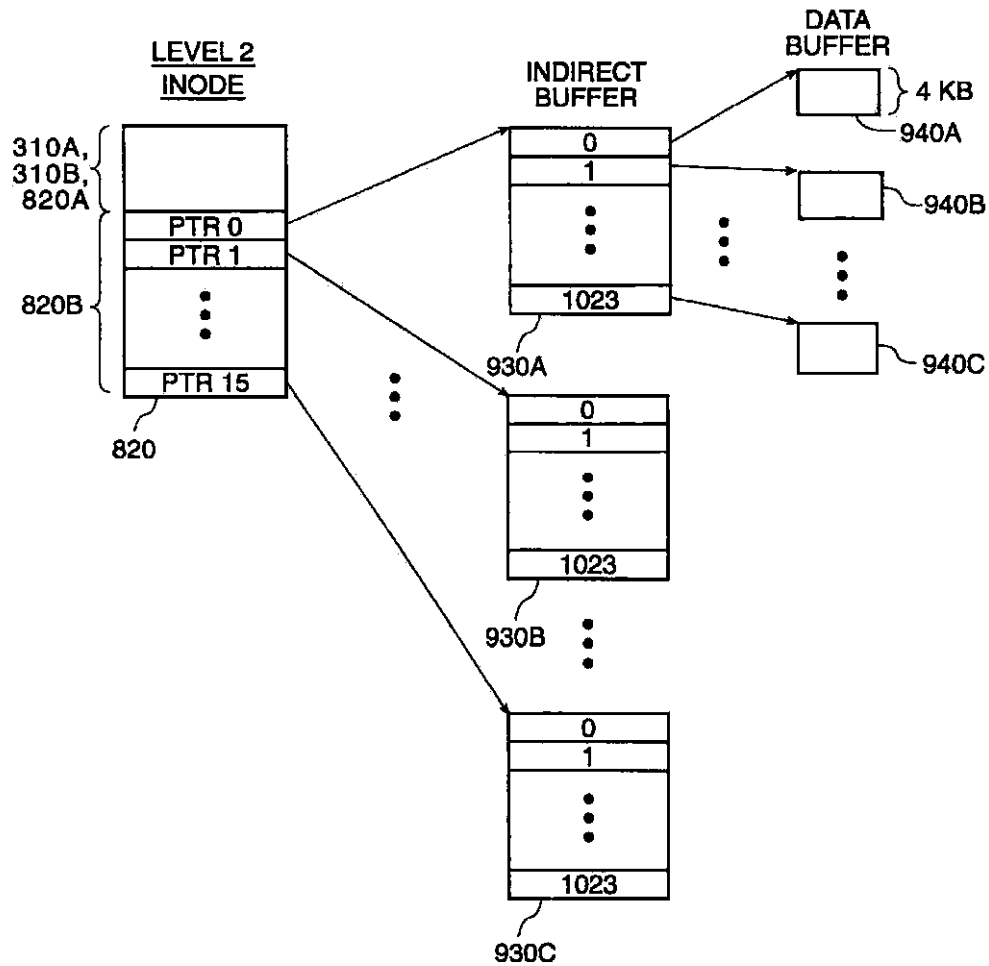 LEVEL 2
INODE
310A,
310B,
820A
PTR 0
PTR 1
820B
PTR 15
820
INDIRECT
BUFFER
0
1
1023
930A
0
1
1023
930B
0
1
1023
930C
DATA
BUFFER
4 KB
940A
940B
940C